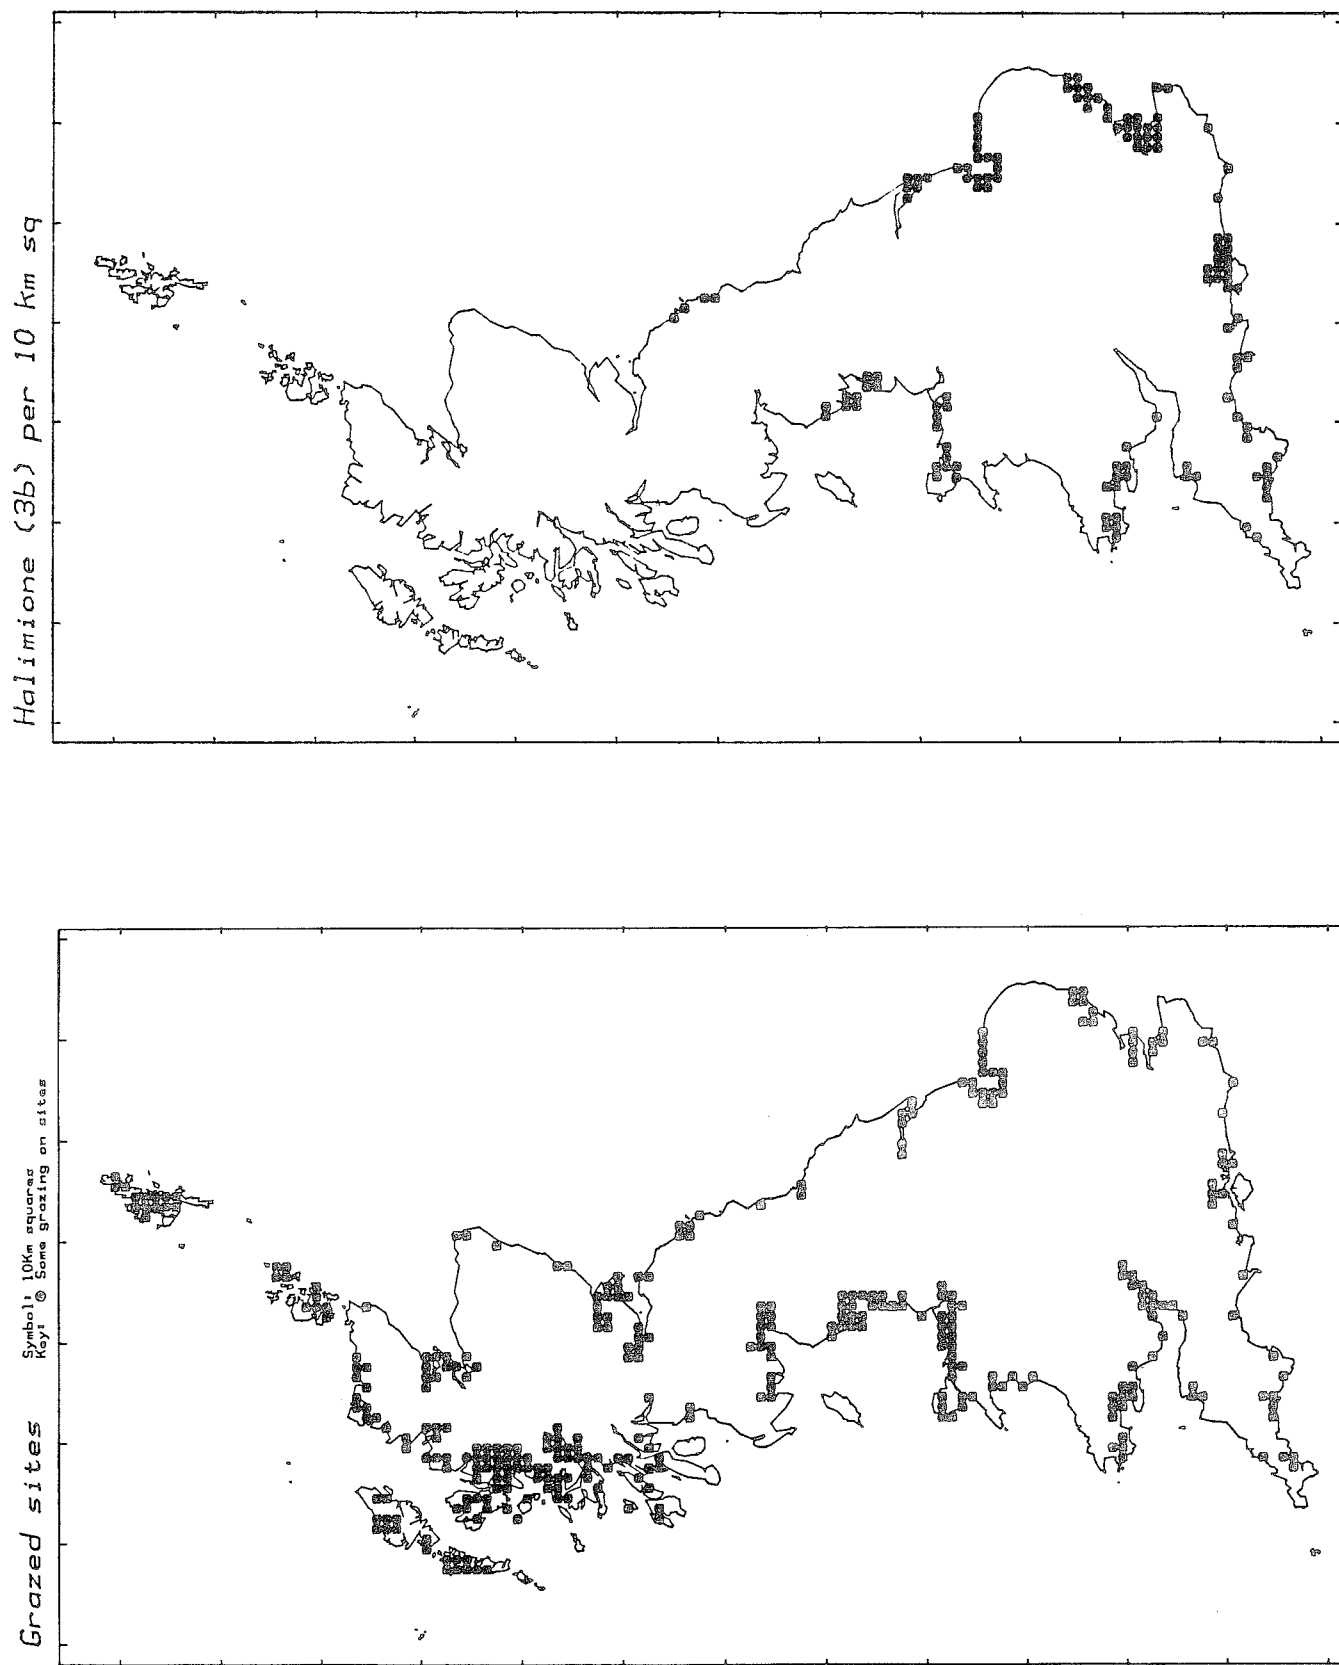 Halimione (3b) per 10 km sq
Grazed sites
Symbol: 10Km squares
Key: Some grazing on sites